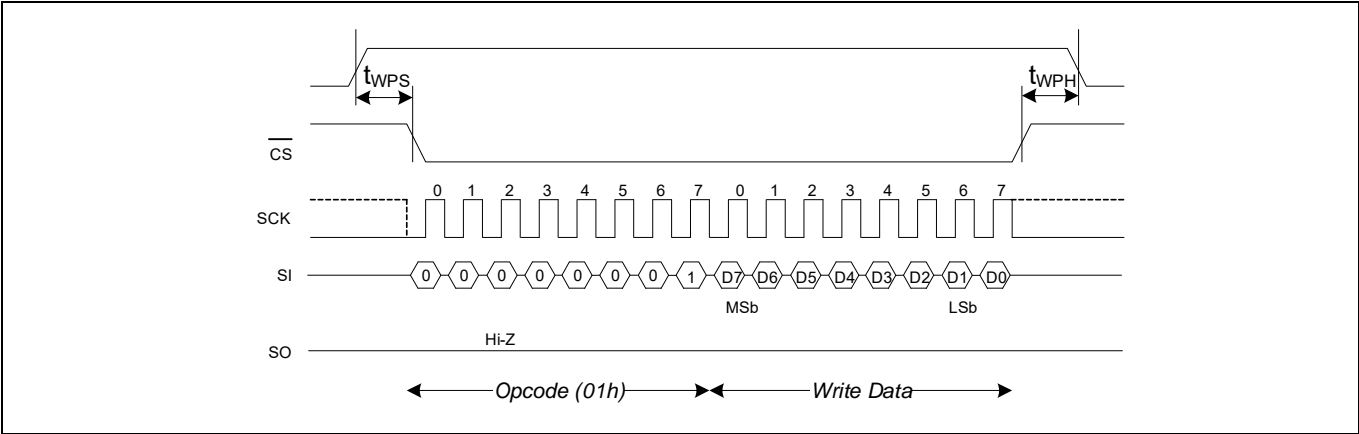 tWPS tWPH
CS
0 1 2 3 4 5 6 7 0 1 2 3 4 5 6 7
SCK
SI 0 0 0 0 0 0 0 1 D7 D6 D5 D4 D3 D2 D1 D0
MSb LSb
Hi-Z
SO
Opcode (01h) Write Data